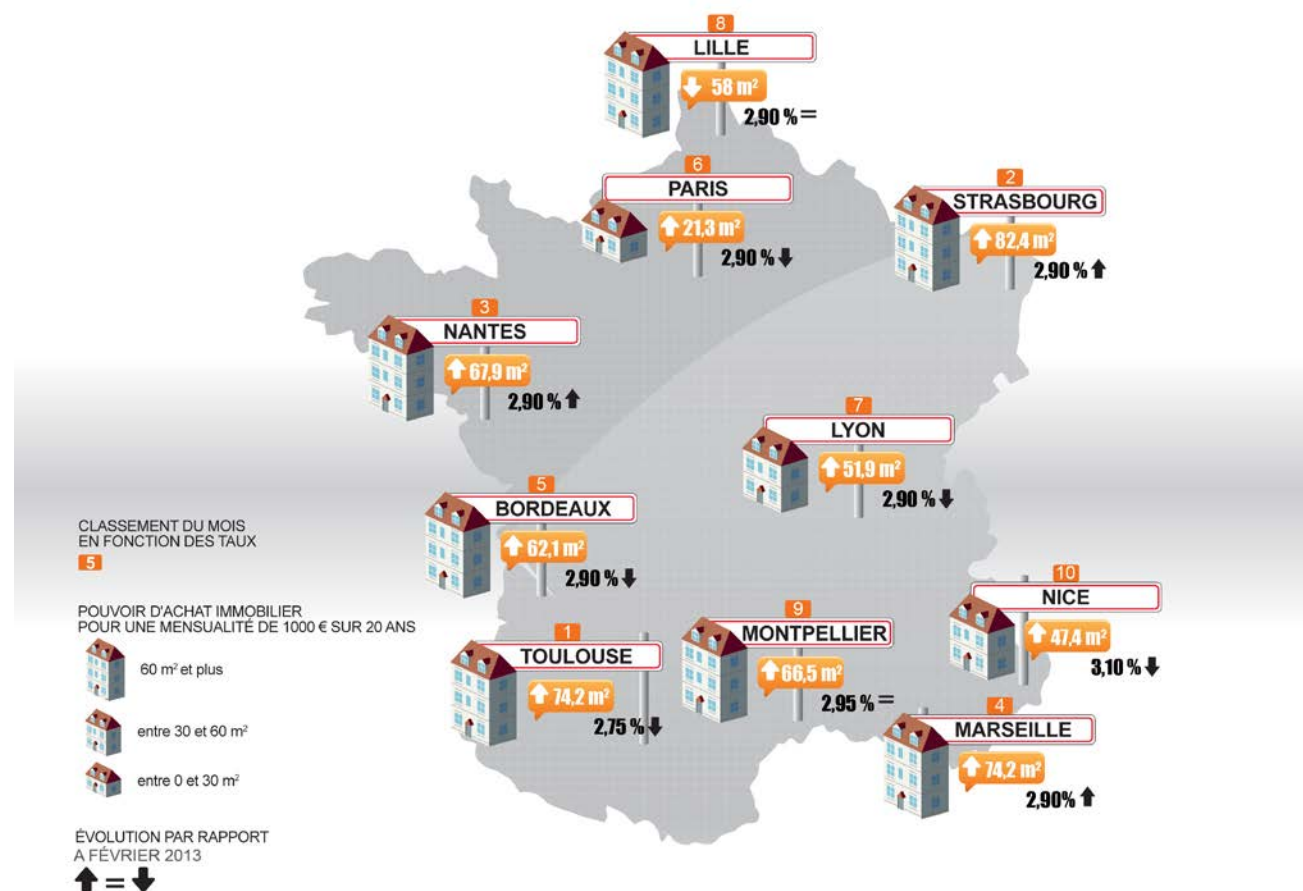 8
LILLE
58 m²
2,90 % =
6
PARIS
21,3 m²
2,90 %
2
STRASBOURG
82,4 m²
2,90 %
3
NANTES
67,9 m²
2,90 %
7
LYON
51,9 m²
2,90 %
5
BORDEAUX
62,1 m²
2,90 %
10
NICE
47,4 m²
3,10 %
9
MONTPELLIER
66,5 m²
2,95 % =
1
TOULOUSE
74,2 m²
2,75 %
4
MARSEILLE
74,2 m²
2,90%
CLASSEMENT DU MOIS
EN FONCTION DES TAUX
5
POUVOIR D'ACHAT IMMOBILIER
POUR UNE MENSUALITÉ DE 1000 € SUR 20 ANS
60 m² et plus
entre 30 et 60 m²
entre 0 et 30 m²
ÉVOLUTION PAR RAPPORT
A FÉVRIER 2013
=